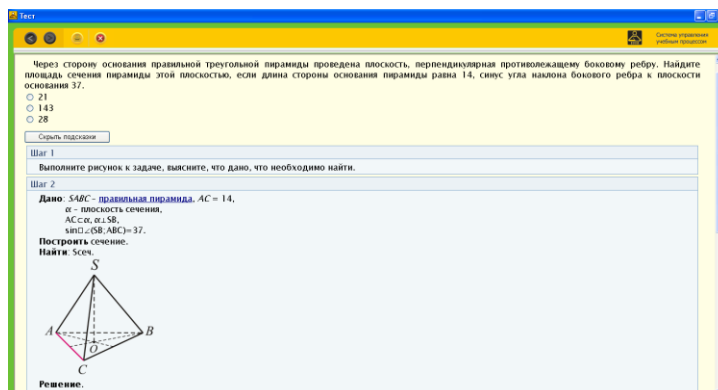 Тест
Система управления
учебным процессом
Через сторону основания правильной треугольной пирамиды проведена плоскость, перпендикулярная противолежащему боковому ребру. Найдите
площадь сечения пирамиды этой плоскостью, если длина стороны основания пирамиды равна 14, синус угла наклона бокового ребра к плоскости
основания 37.
21
143
28
Скрыть подсказки
Шаг 1
Выполните рисунок к задаче, выясните, что дано, что необходимо найти.
Шаг 2
Дано: SABC – правильная пирамида, AC = 14,
α – плоскость сечения,
AC⊂α, α⊥SB,
sin□∠(SB;ABC)=37.
Построить сечение.
Найти: Sсеч.
S
A
B
O
C
Решение.